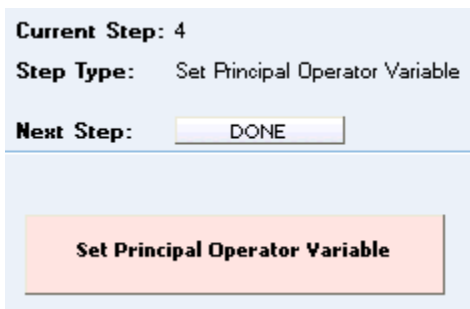 Current Step: 4
Step Type: Set Principal Operator Variable
Next Step: DONE
Set Principal Operator Variable